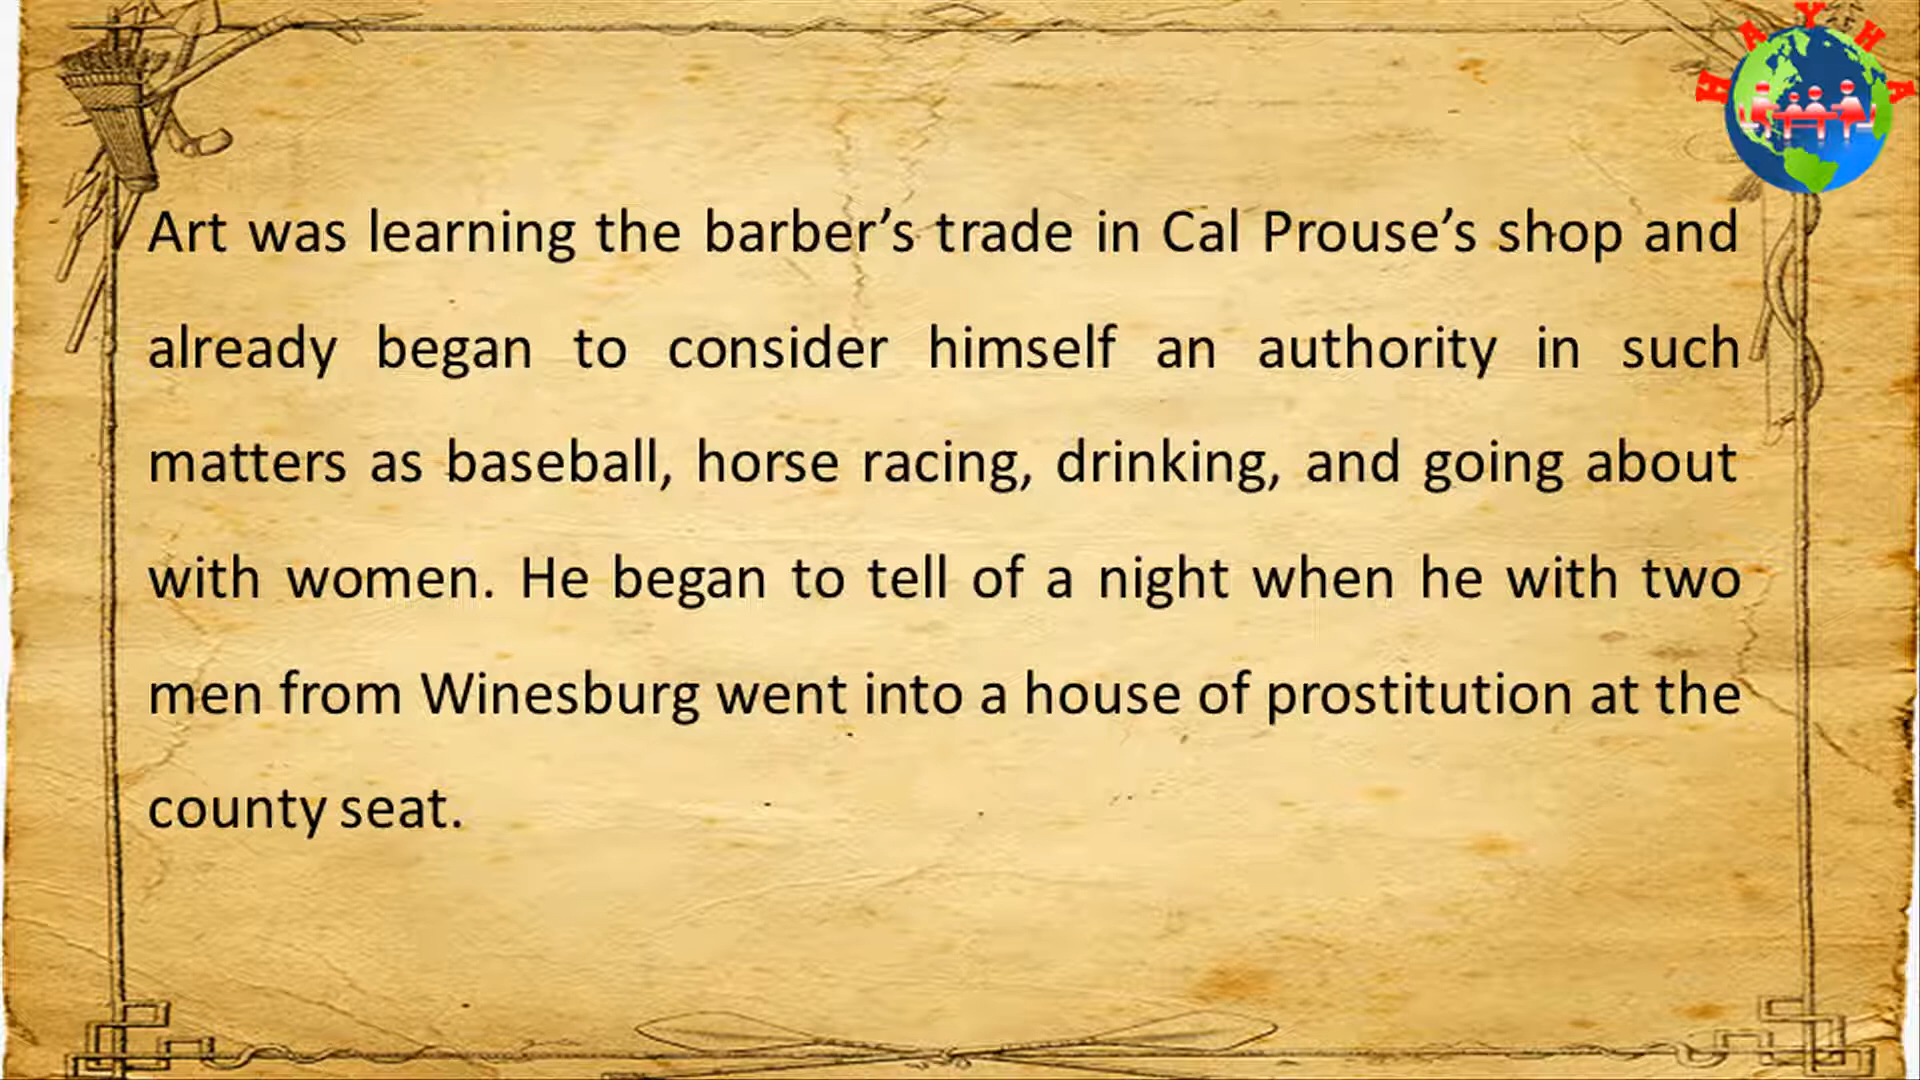 HAYHA
Art was learning the barber’s trade in Cal Prouse’s shop and
already began to consider himself an authority in such
matters as baseball, horse racing, drinking, and going about
with women. He began to tell of a night when he with two
men from Winesburg went into a house of prostitution at the
county seat.